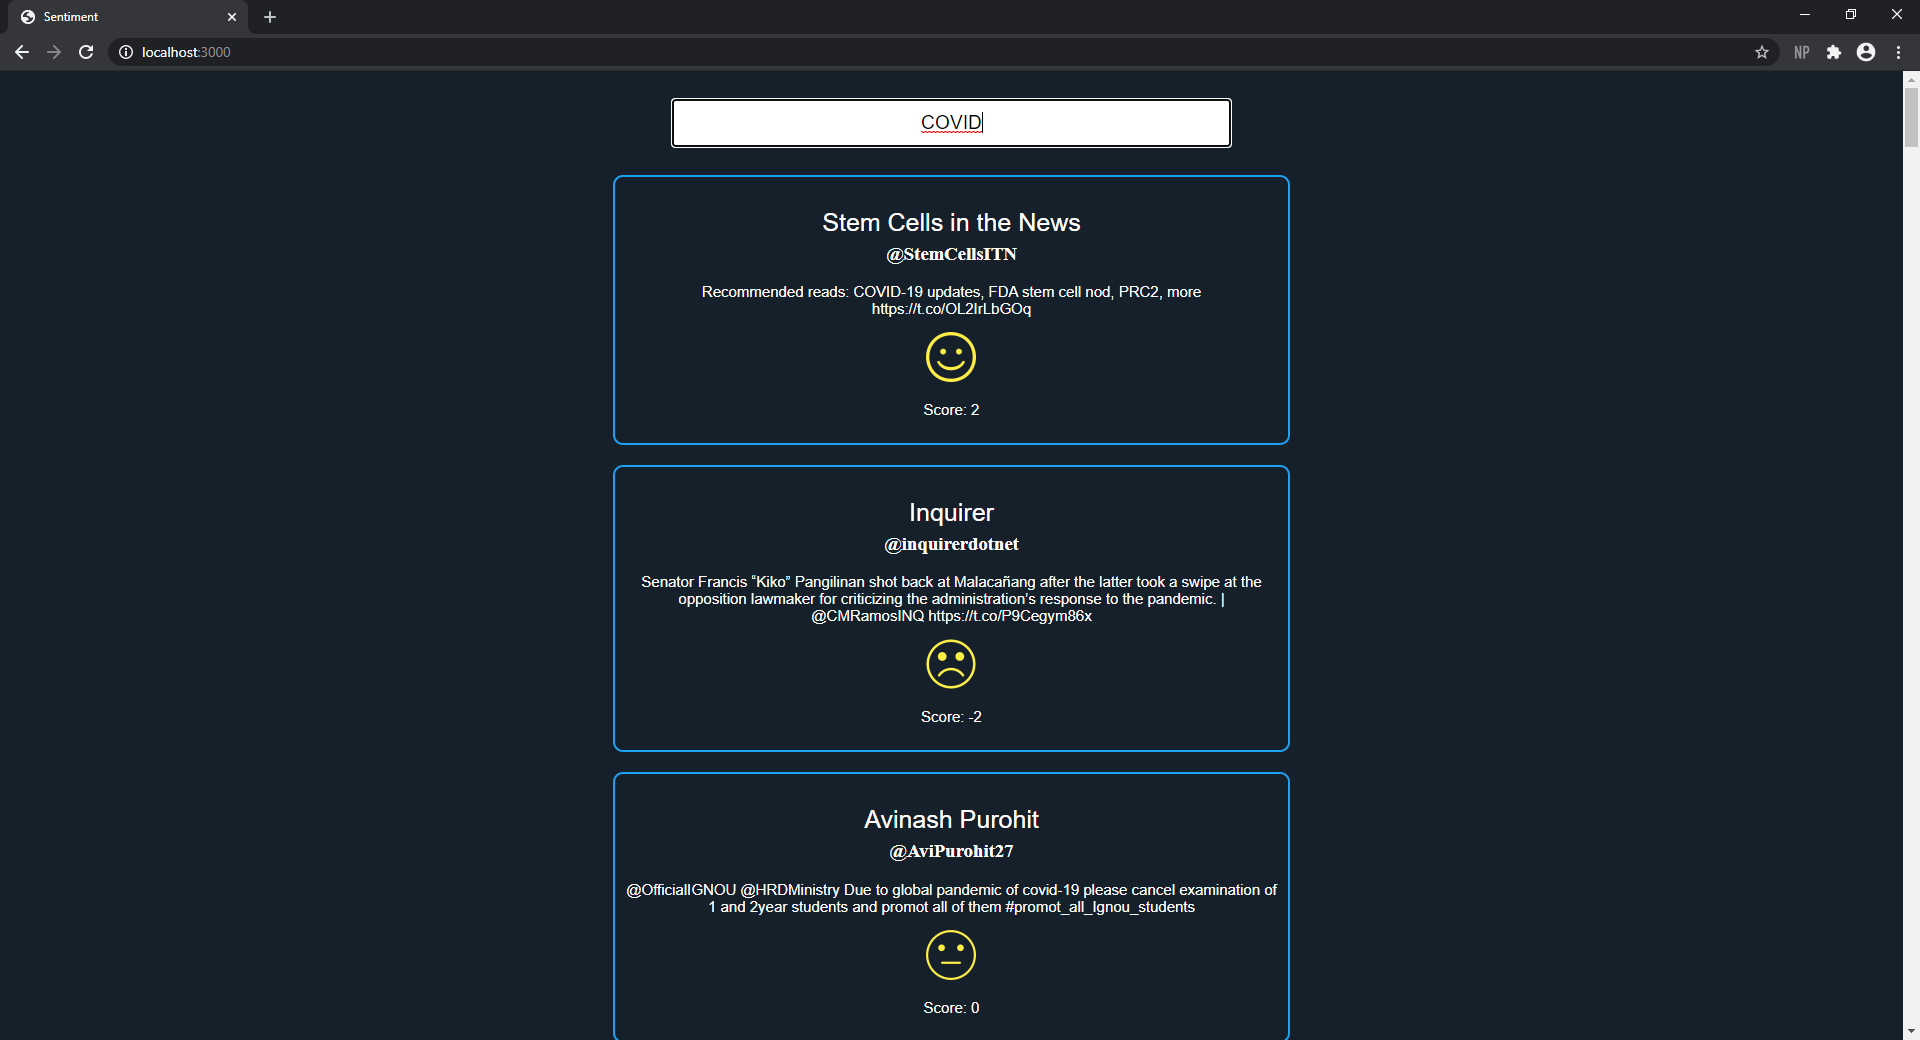 Sentiment
localhost:3000
NP
COVID
Stem Cells in the News
@StemCellsITN
Recommended reads: COVID-19 updates, FDA stem cell nod, PRC2, more
https://t.co/OL2IrLbGOq
Score: 2
Inquirer
@inquirerdotnet
Senator Francis “Kiko” Pangilinan shot back at Malacañang after the latter took a swipe at the
opposition lawmaker for criticizing the administration’s response to the pandemic. |
@CMRamosINQ https://t.co/P9Cegym86x
Score: -2
Avinash Purohit
@AviPurohit27
@OfficialIGNOU @HRDMinistry Due to global pandemic of covid-19 please cancel examination of
1 and 2year students and promot all of them #promot_all_Ignou_students
Score: 0